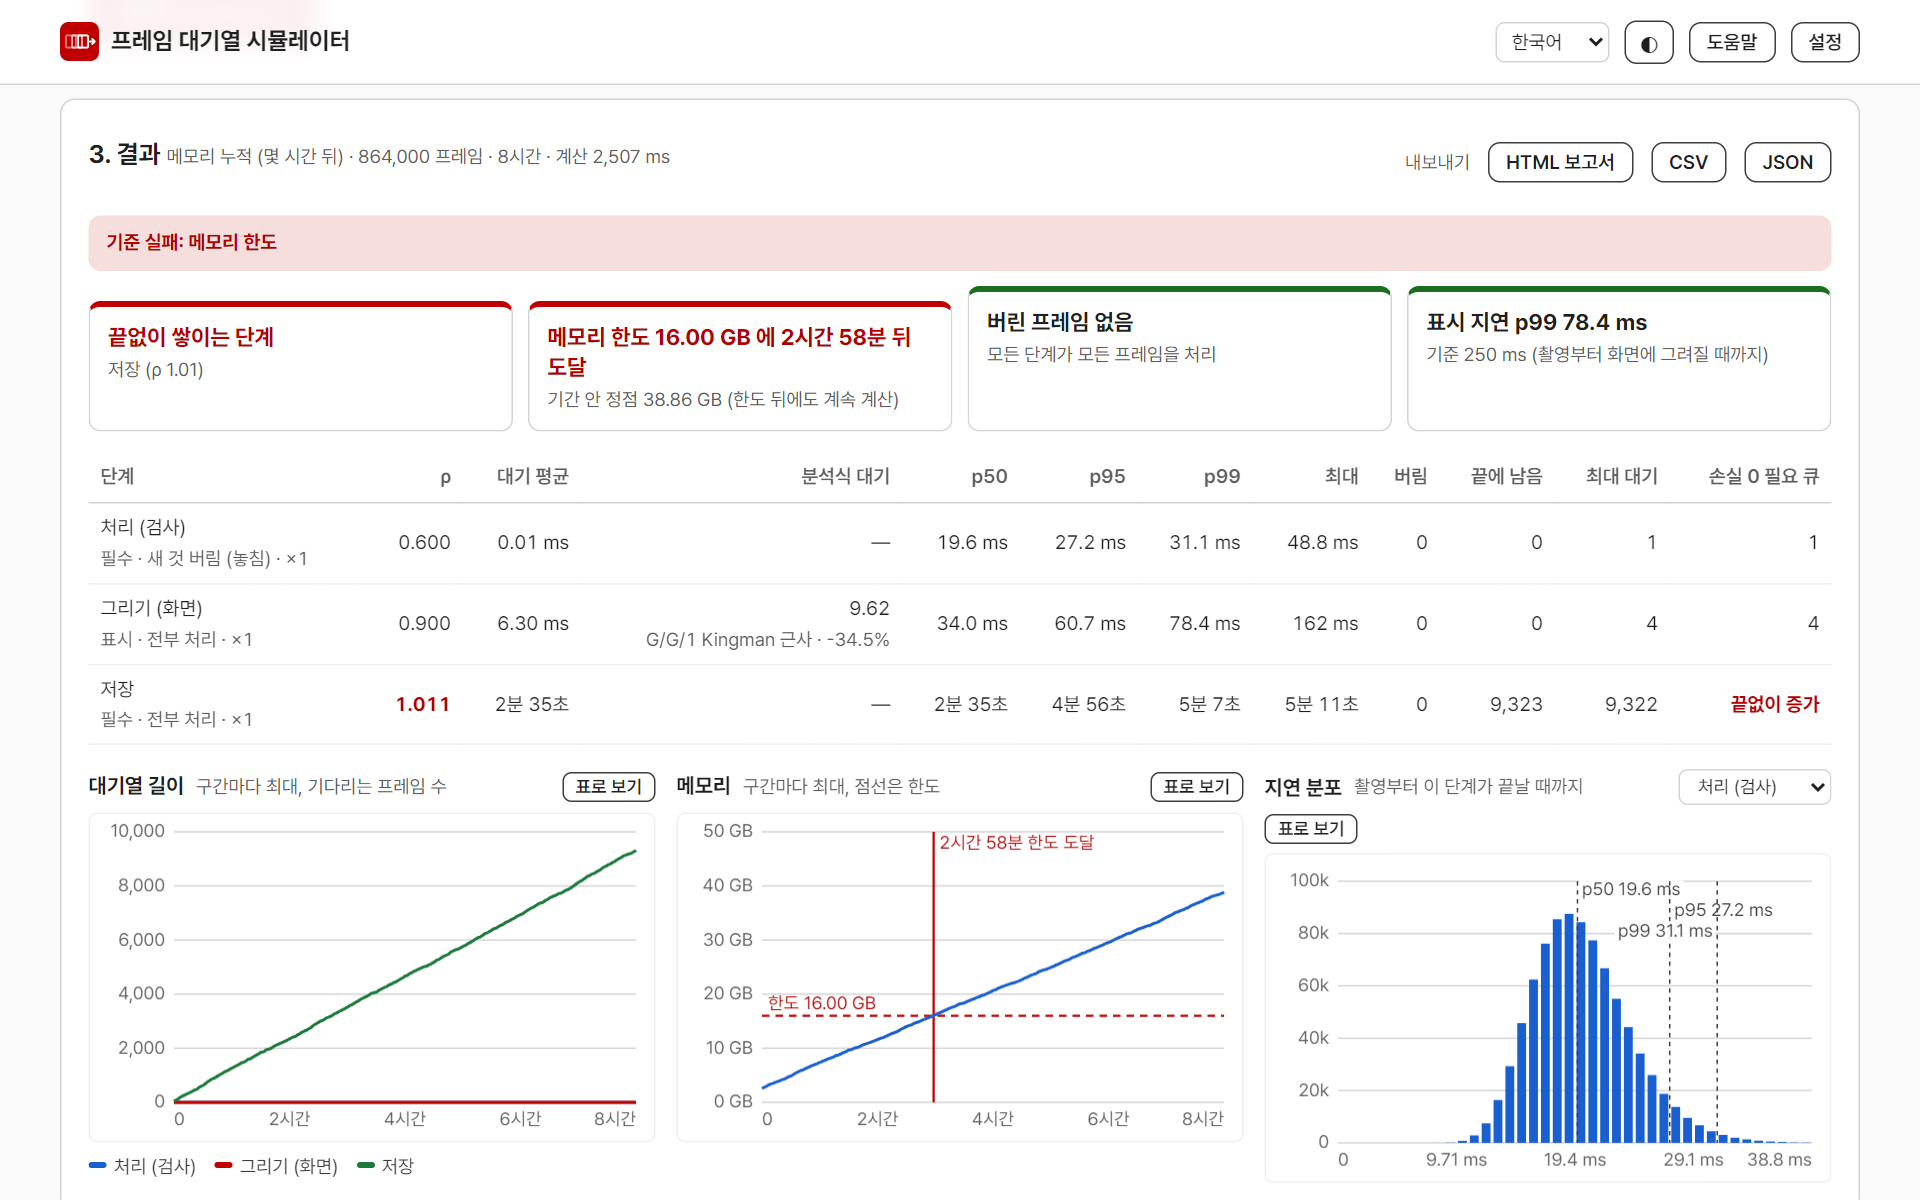 프레임 대기열 시뮬레이터
한국어
도움말
설정
3. 결과 메모리 누적 (몇 시간 뒤) · 864,000 프레임 · 8시간 · 계산 2,507 ms
내보내기
HTML 보고서
CSV
JSON
기준 실패: 메모리 한도
끝없이 쌓이는 단계
저장 (ρ 1.01)
메모리 한도 16.00 GB 에 2시간 58분 뒤
도달
기간 안 정점 38.86 GB (한도 뒤에도 계속 계산)
버린 프레임 없음
모든 단계가 모든 프레임을 처리
표시 지연 p99 78.4 ms
기준 250 ms (촬영부터 화면에 그려질 때까지)
단계 ρ 대기 평균 분석식 대기 p50 p95 p99 최대 버림 끝에 남음 최대 대기 손실 0 필요 큐
처리 (검사)
필수 · 새 것 버림 (놓침) · ×1
0.600 0.01 ms — 19.6 ms 27.2 ms 31.1 ms 48.8 ms 0 0 1 1
그리기 (화면)
표시 · 전부 처리 · ×1
0.900 6.30 ms
9.62
G/G/1 Kingman 근사 · -34.5%
34.0 ms 60.7 ms 78.4 ms 162 ms 0 0 4 4
저장
필수 · 전부 처리 · ×1
1.011 2분 35초 — 2분 35초 4분 56초 5분 7초 5분 11초 0 9,323 9,322 끝없이 증가
대기열 길이 구간마다 최대, 기다리는 프레임 수
표로 보기
10,000
8,000
6,000
4,000
2,000
0
0 2시간 4시간 6시간 8시간
처리 (검사) 그리기 (화면) 저장
메모리 구간마다 최대, 점선은 한도
표로 보기
50 GB
40 GB
30 GB
20 GB
10 GB
0 GB
2시간 58분 한도 도달
한도 16.00 GB
0 2시간 4시간 6시간 8시간
지연 분포 촬영부터 이 단계가 끝날 때까지
처리 (검사)
표로 보기
100k
80k
60k
40k
20k
0
p50 19.6 ms
p95 27.2 ms
p99 31.1 ms
0 9.71 ms 19.4 ms 29.1 ms 38.8 ms